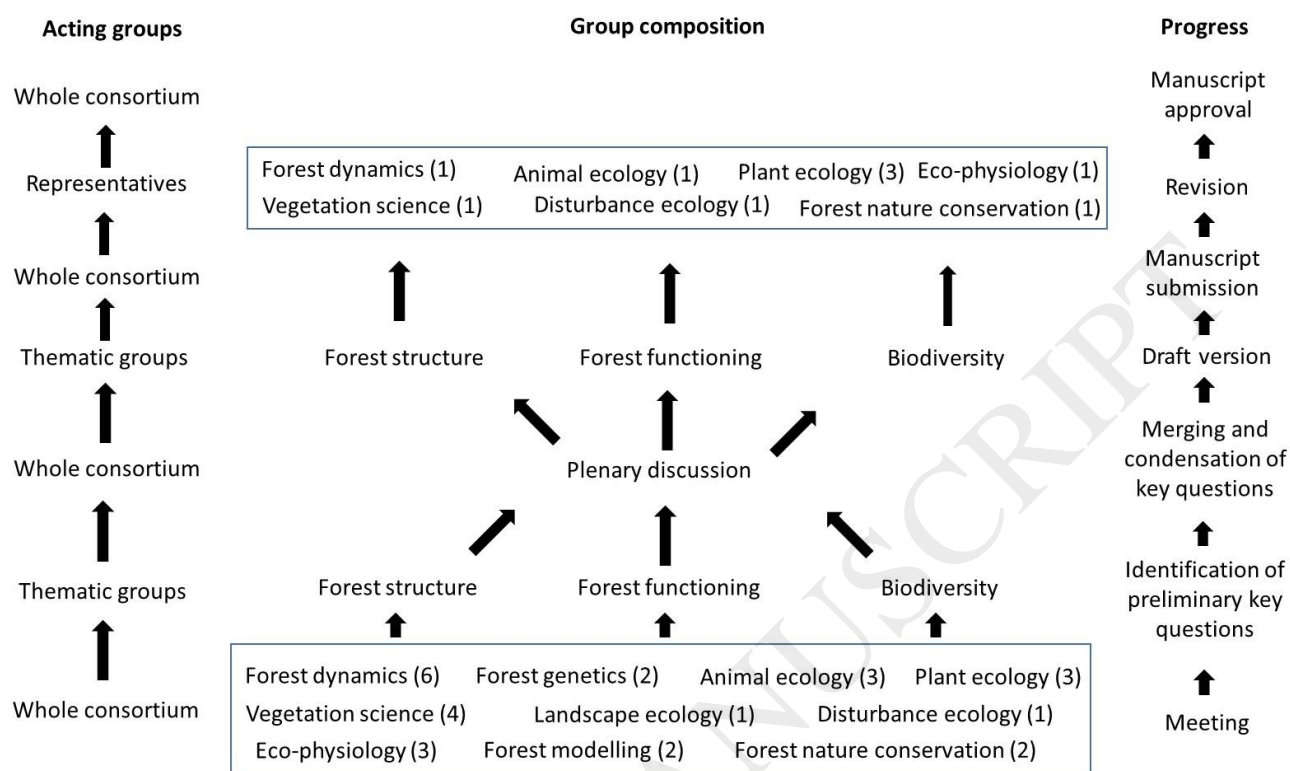 Acting groups
Group composition
Progress
Whole consortium
Manuscript
approval
Representatives
Forest dynamics (1)
Animal ecology (1)
Plant ecology (3)
Eco-physiology (1)
Vegetation science (1)
Disturbance ecology (1)
Forest nature conservation (1)
Revision
Whole consortium
Manuscript
submission
Thematic groups
Forest structure
Forest functioning
Biodiversity
Draft version
Whole consortium
Plenary discussion
Merging and
condensation of
key questions
Thematic groups
Forest structure
Forest functioning
Biodiversity
Identification of
preliminary key
questions
Whole consortium
Forest dynamics (6)
Forest genetics (2)
Animal ecology (3)
Plant ecology (3)
Vegetation science (4)
Landscape ecology (1)
Disturbance ecology (1)
Eco-physiology (3)
Forest modelling (2)
Forest nature conservation (2)
Meeting
NUSCRIPT